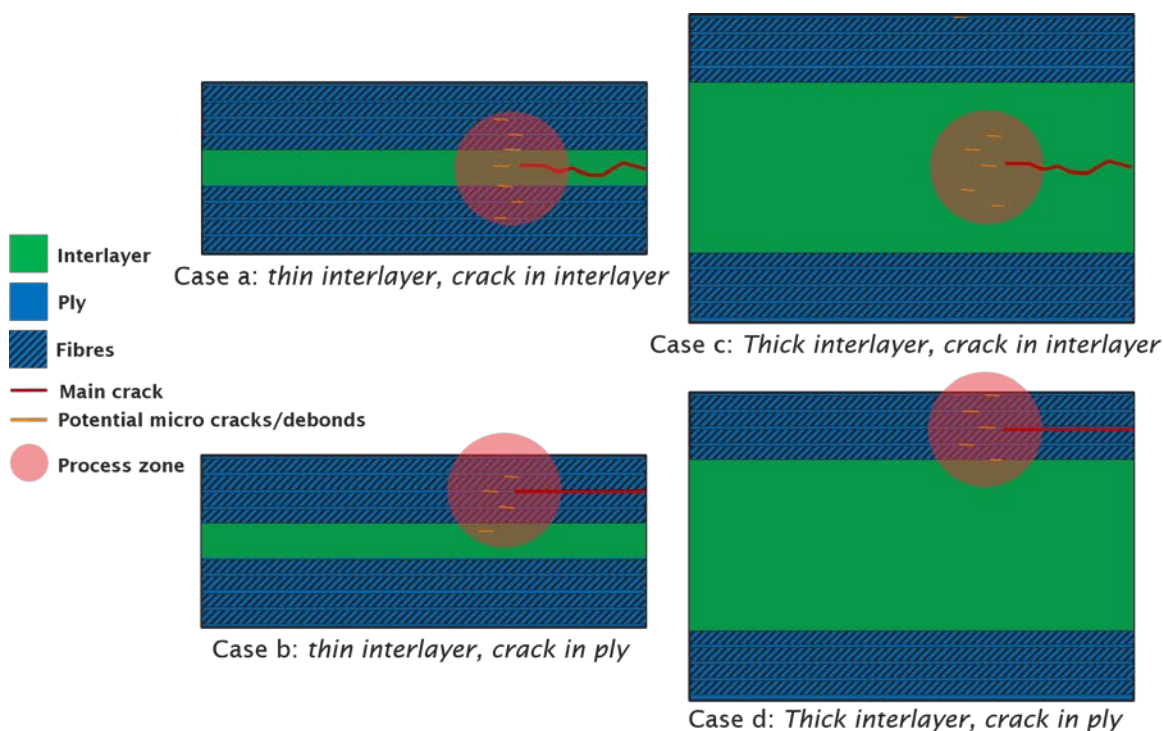 Interlayer
Ply
Fibres
Main crack
Potential micro cracks/debonds
Process zone
Case a: thin interlayer, crack in interlayer
Case b: thin interlayer, crack in ply
Case c: Thick interlayer, crack in interlayer
Case d: Thick interlayer, crack in ply